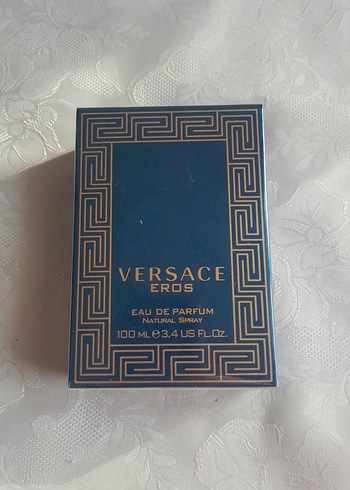 VERSACE
EROS
EAU DE PARFUM
NATURAL SPRAY
100 ML ℮ 3.4 US FL.OZ.